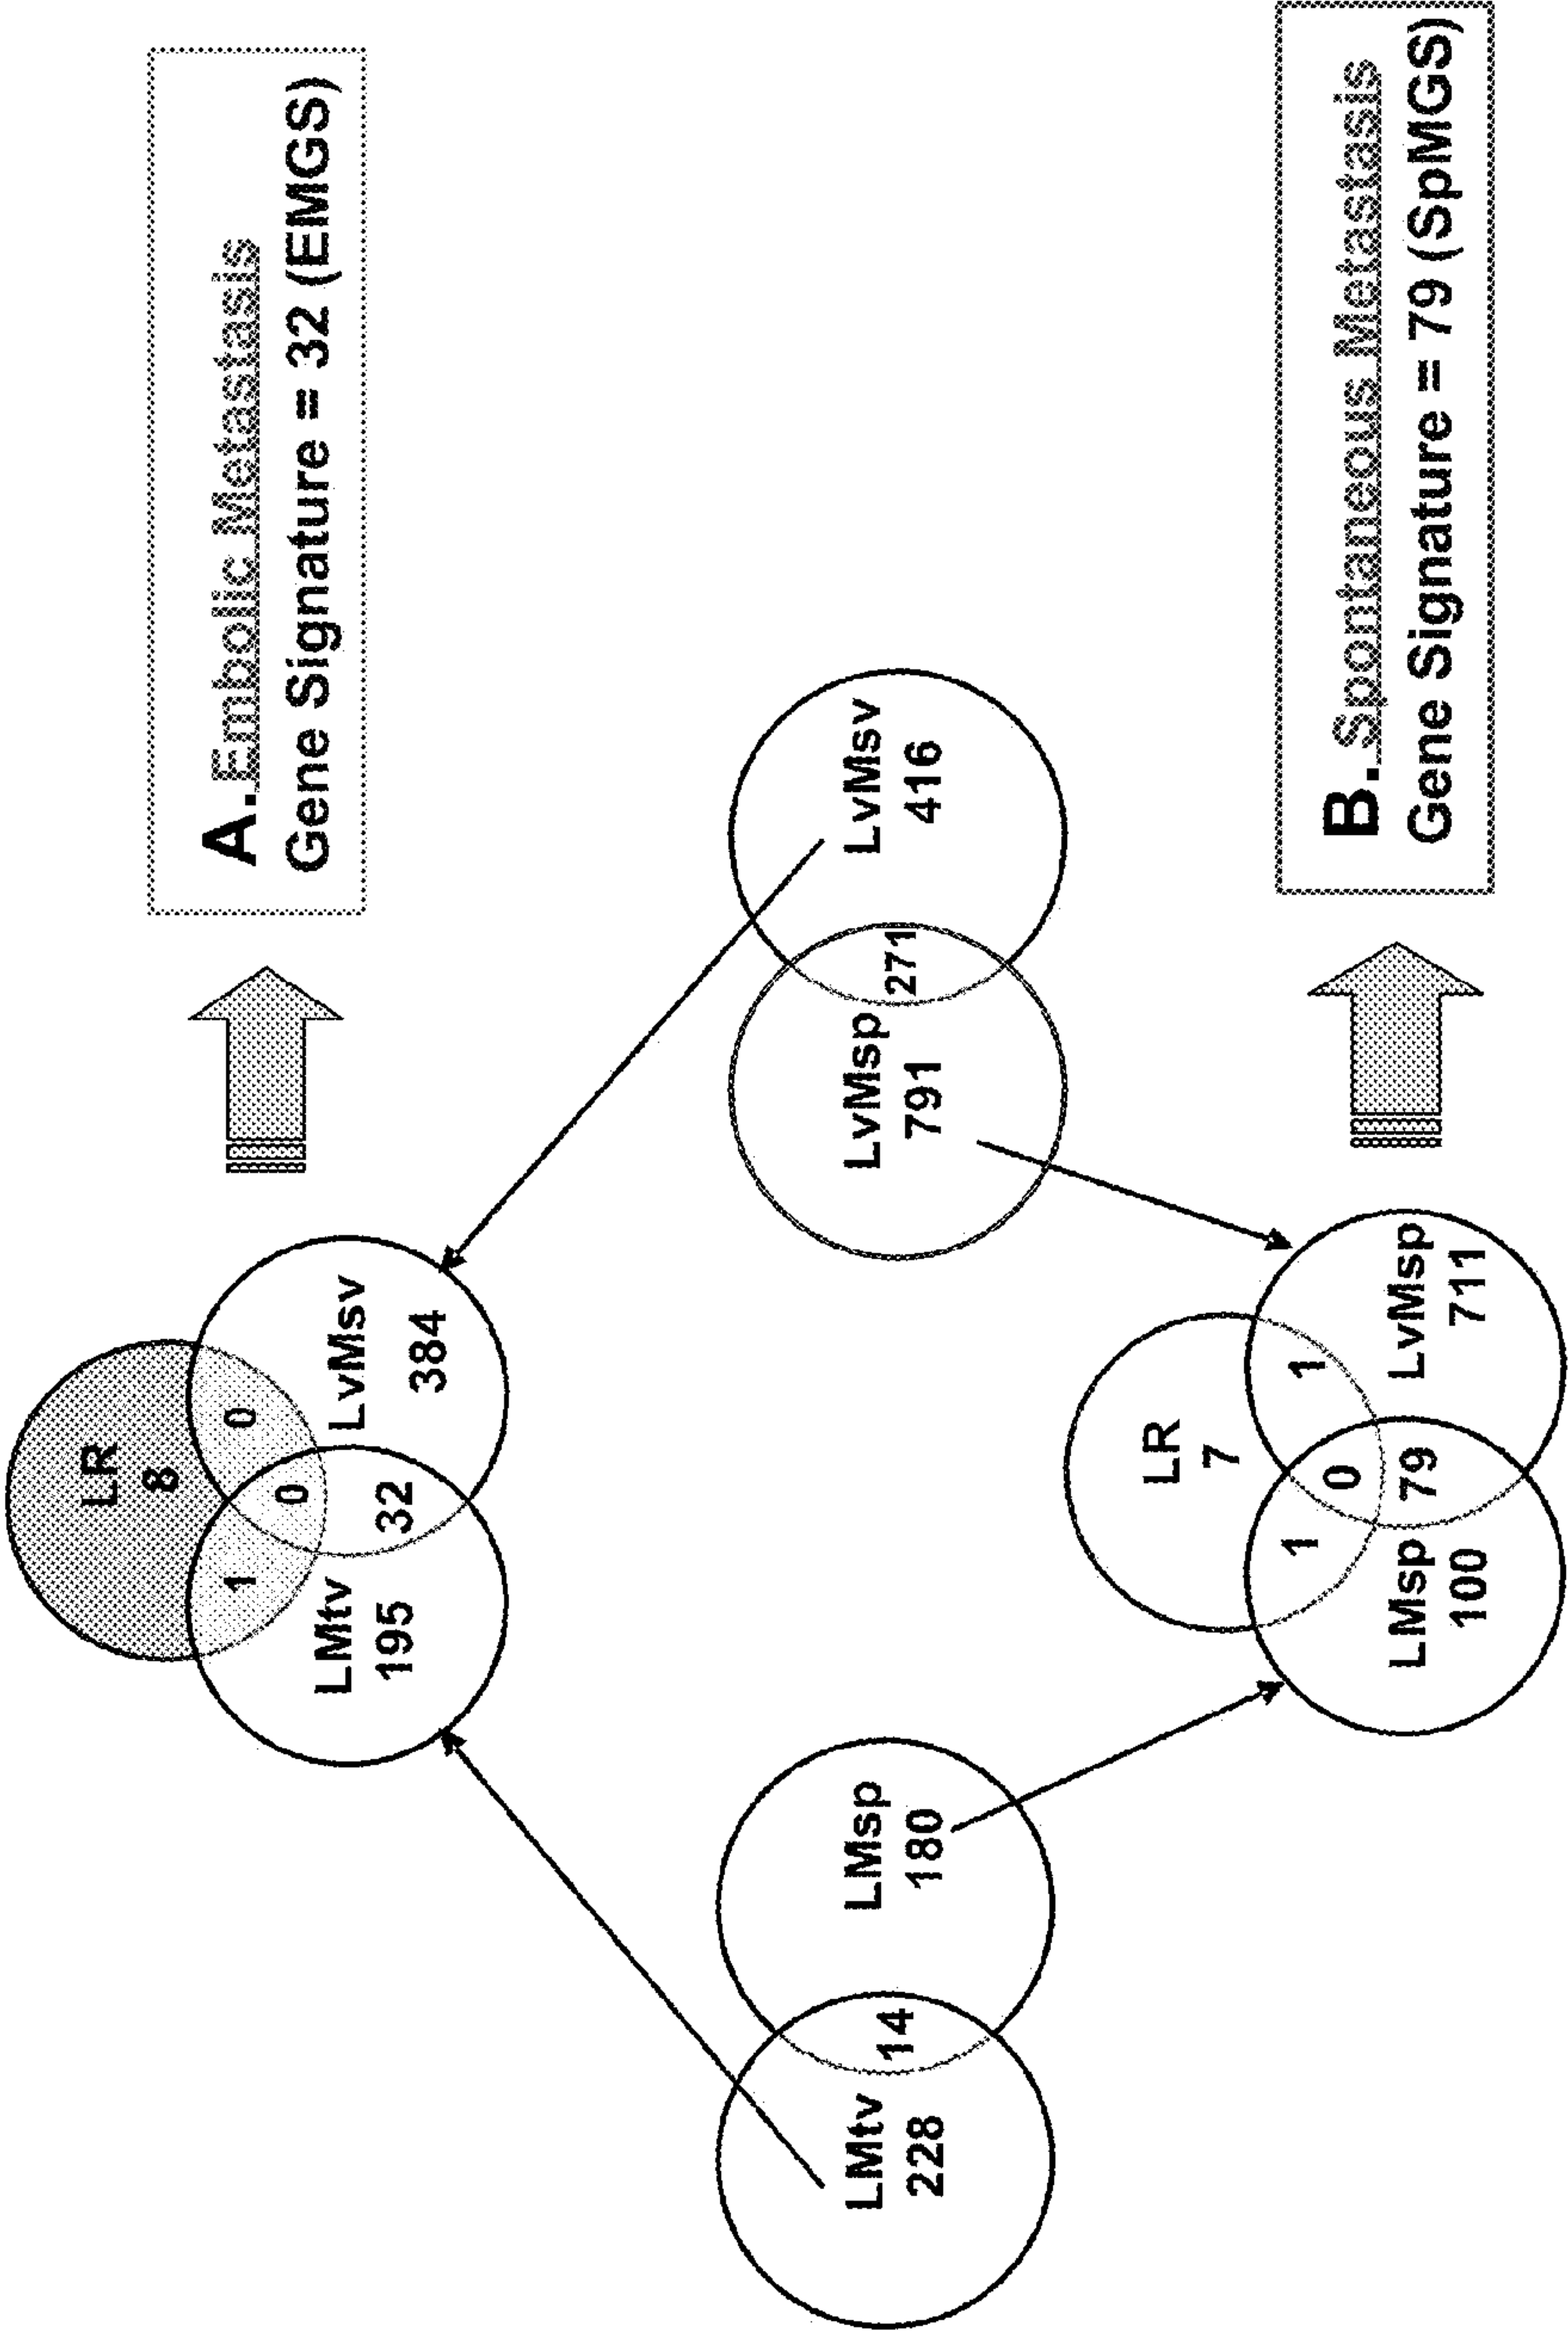 LR
8
1
0
0
LMtv
195
32
LvMsv
384
A. Embolic Metastasis
Gene Signature = 32 (EMGS)
LMtv
228
14
LMsp
180
LvMsp
791
271
LvMsv
416
LR
7
1
0
1
LMsp
100
79
LvMsp
711
B. Spontaneous Metastasis
Gene Signature = 79 (SpMGS)